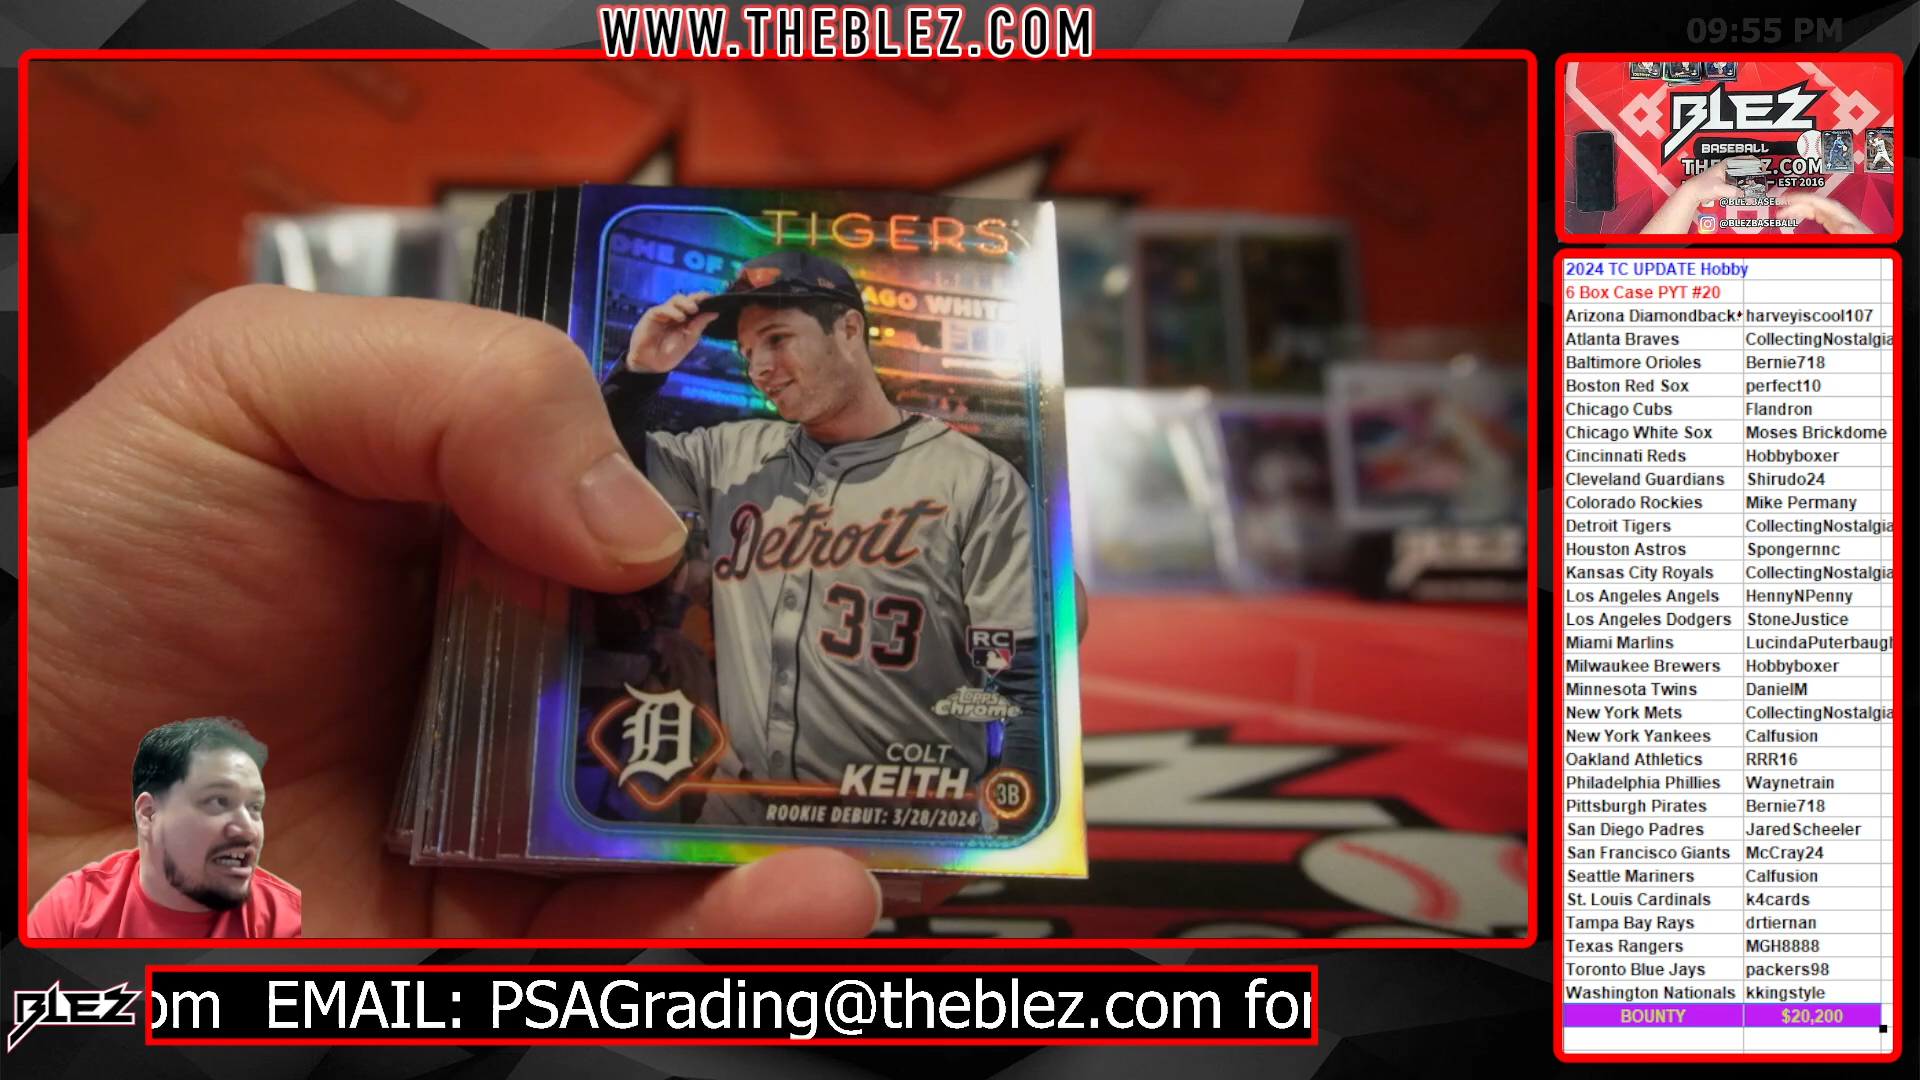 WWW.THEBLEZ.COM
09:55 PM
TIGERS
Detroit
33
RC
Topps
Chrome
COLT
KEITH
3B
ROOKIE DEBUT: 3/28/2024
BLEZ
BASEBALL
EST 2016
@BLEZBASEBALL
2024 TC UPDATE Hobby
6 Box Case PYT #20
Arizona Diamondback harveyiscool107
Atlanta Braves CollectingNostalgia
Baltimore Orioles Bernie718
Boston Red Sox perfect10
Chicago Cubs Flandron
Chicago White Sox Moses Brickdome
Cincinnati Reds Hobbyboxer
Cleveland Guardians Shirudo24
Colorado Rockies Mike Permany
Detroit Tigers CollectingNostalgia
Houston Astros Spongernnc
Kansas City Royals CollectingNostalgia
Los Angeles Angels HennyNPenny
Los Angeles Dodgers StoneJustice
Miami Marlins LucindaPuterbaugh
Milwaukee Brewers Hobbyboxer
Minnesota Twins DanielM
New York Mets CollectingNostalgia
New York Yankees Calfusion
Oakland Athletics RRR16
Philadelphia Phillies Waynetrain
Pittsburgh Pirates Bernie718
San Diego Padres Jared Scheeler
San Francisco Giants McCray24
Seattle Mariners Calfusion
St. Louis Cardinals k4cards
Tampa Bay Rays drtiernan
Texas Rangers MGH8888
Toronto Blue Jays packers98
Washington Nationals kkingstyle
BOUNTY $20,200
BLEZ
om EMAIL: PSAGrading@theblez.com for